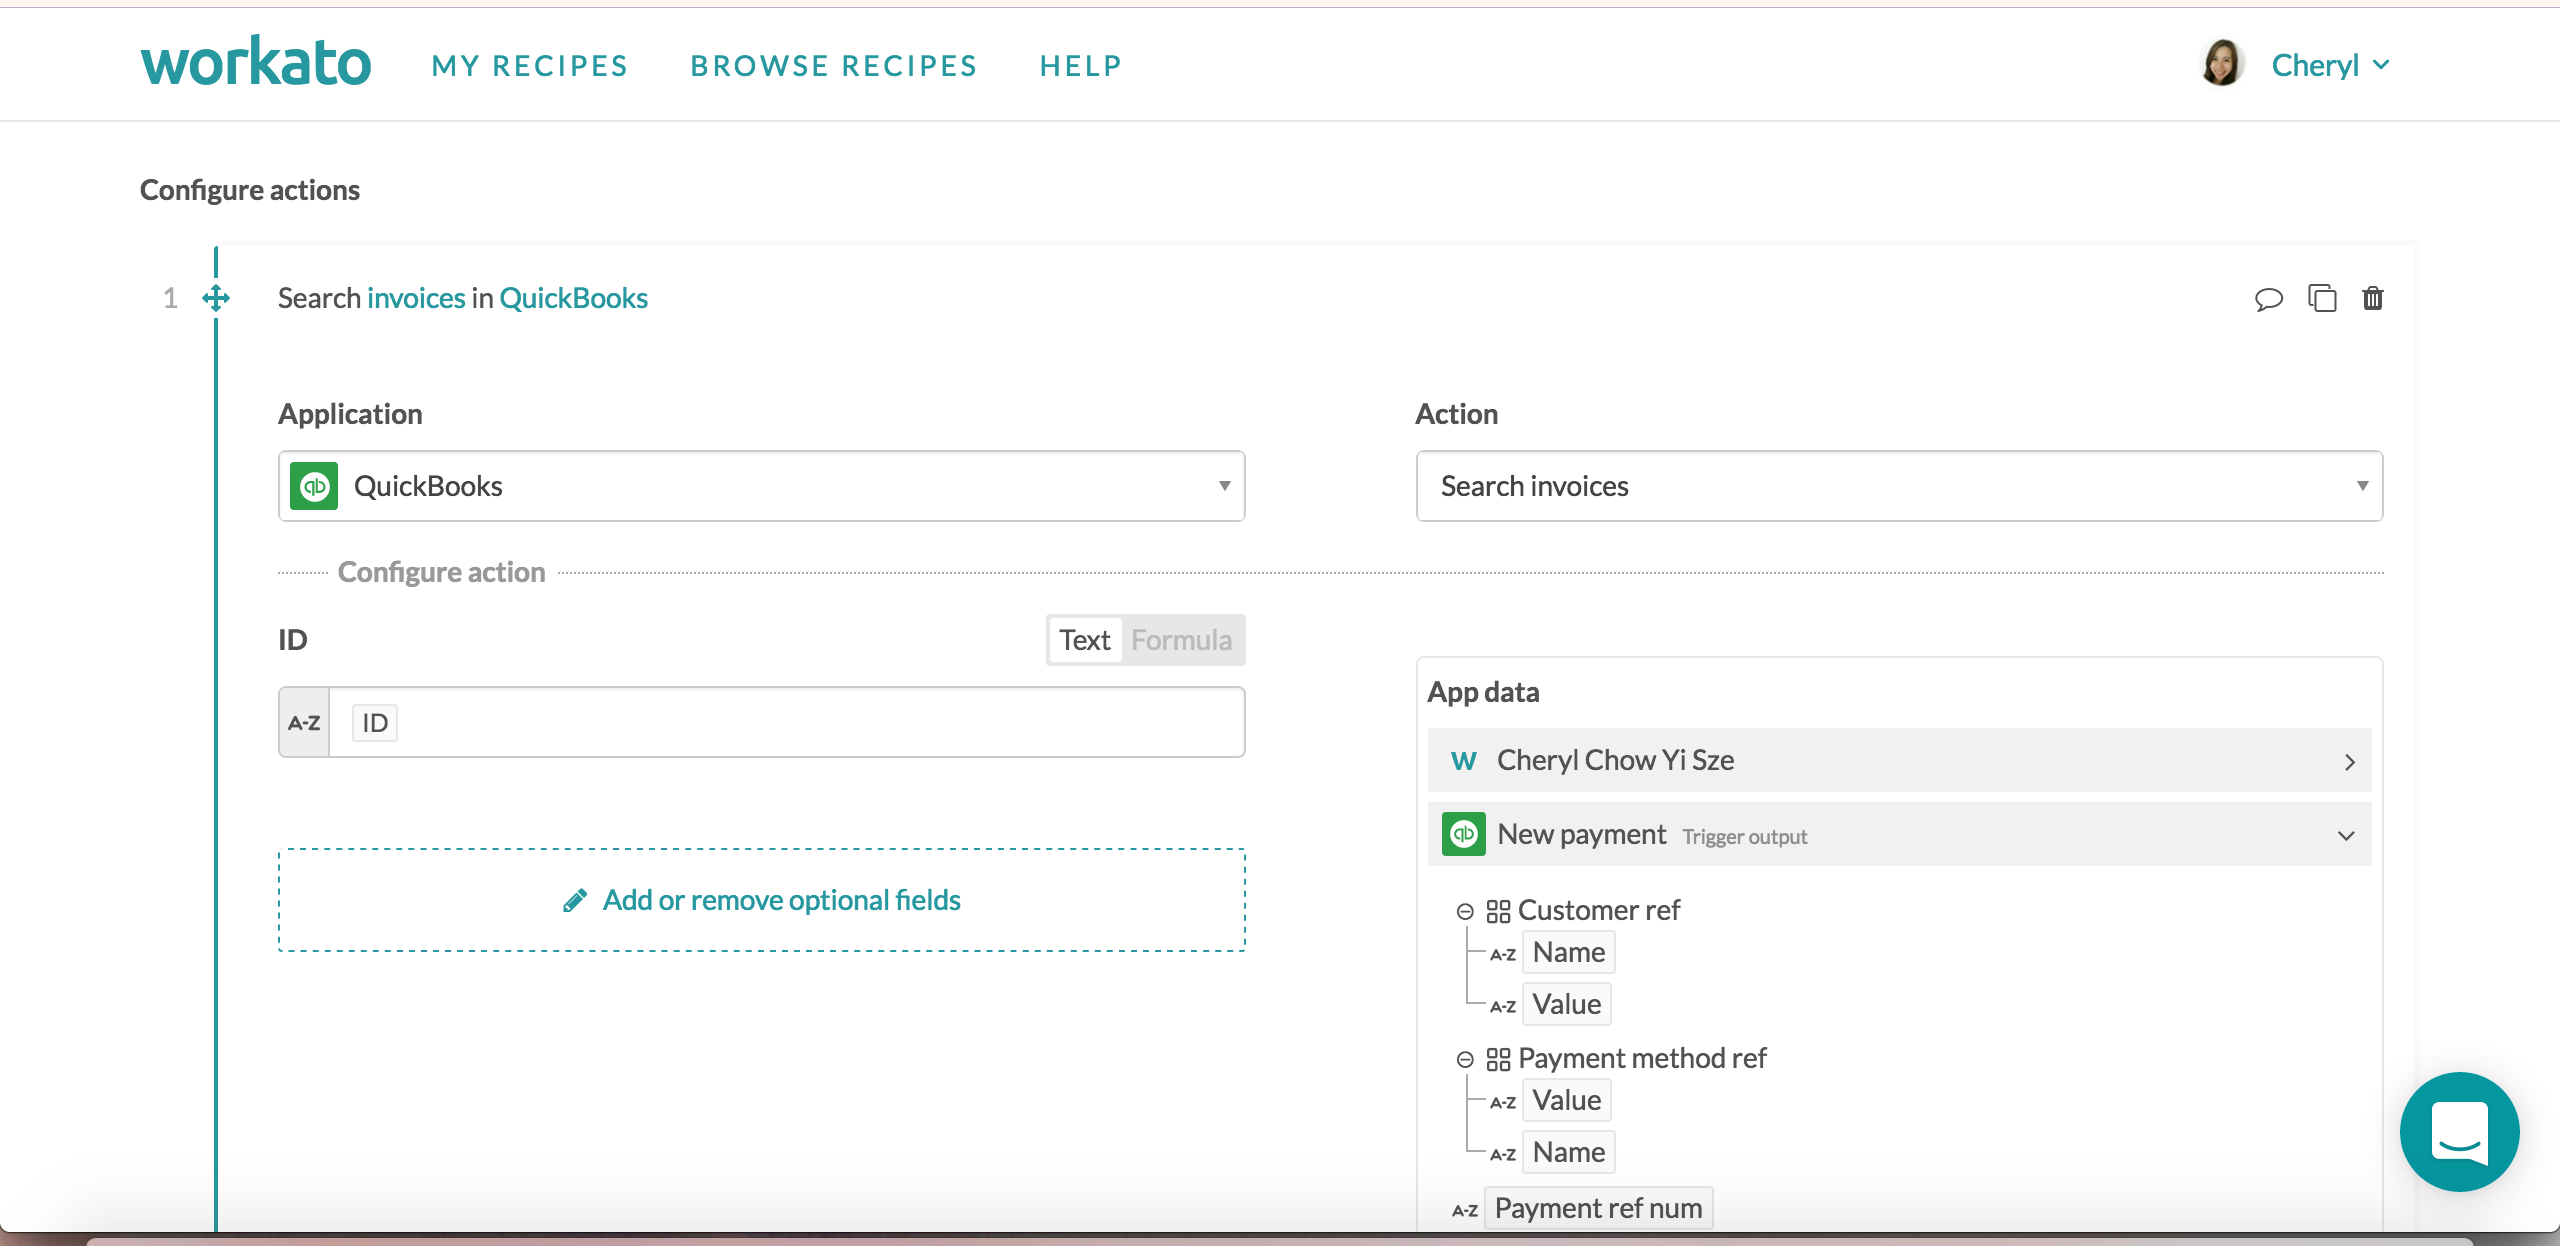 workato MY RECIPES BROWSE RECIPES HELP Cheryl
Configure actions
1 Search invoices in QuickBooks
Application Action
qb QuickBooks Search invoices
Configure action
ID Text Formula
A-Z ID
App data
W Cheryl Chow Yi Sze
qb New payment Trigger output
Add or remove optional fields
Customer ref
A-Z Name
A-Z Value
Payment method ref
A-Z Value
A-Z Name
A-Z Payment ref num